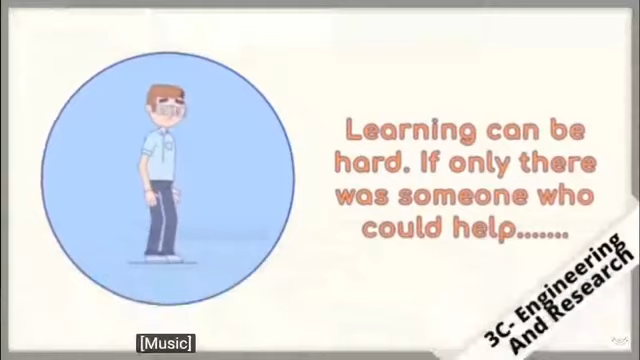 Learning can be
hard. If only there
was someone who
could help.......
3C- Engineering
And Research
[Music]